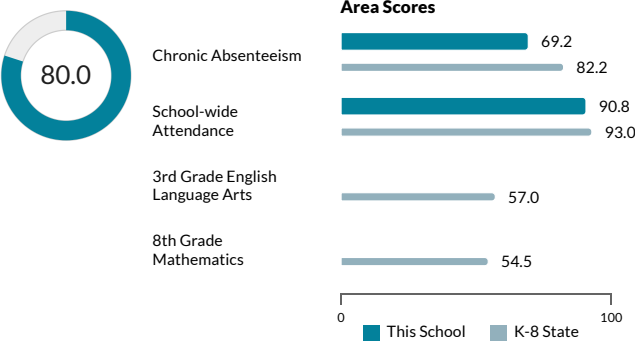 Area Scores
80.0
Chronic Absenteeism
69.2
82.2
School-wide
Attendance
90.8
93.0
3rd Grade English
Language Arts
57.0
8th Grade
Mathematics
54.5
0
100
This School
K-8 State